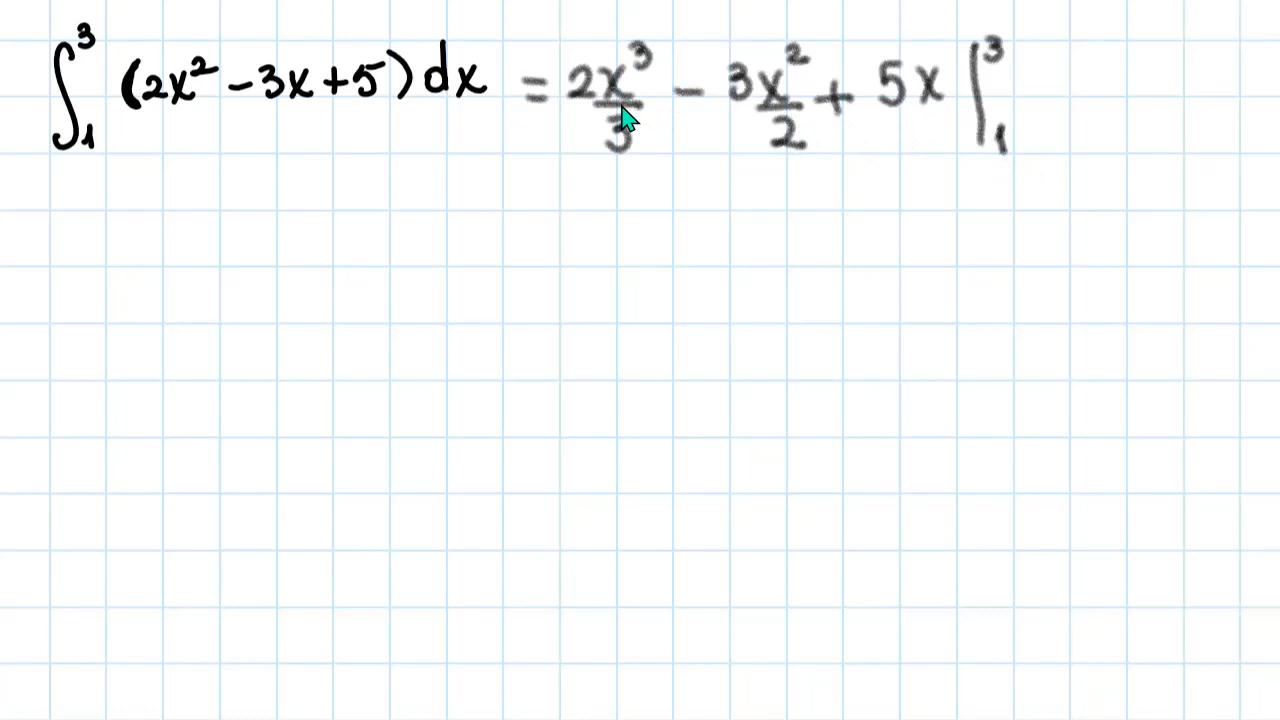 ∫₁³ (2x² - 3x + 5) dx = 2x³/3 - 3x²/2 + 5x |₁³